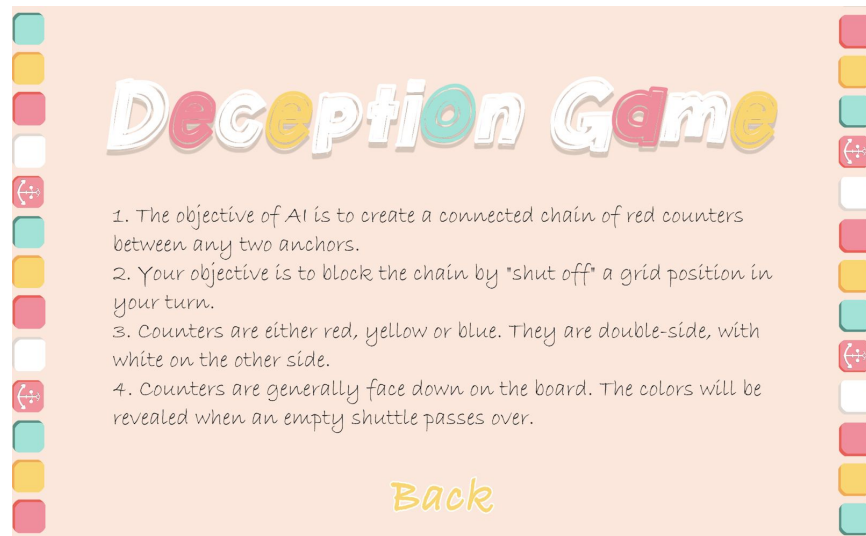 Deception Game
1. The objective of AI is to create a connected chain of red counters
between any two anchors.
2. Your objective is to block the chain by "shut off" a grid position in
your turn.
3. Counters are either red, yellow or blue. They are double-side, with
white on the other side.
4. Counters are generally face down on the board. The colors will be
revealed when an empty shuttle passes over.
Back